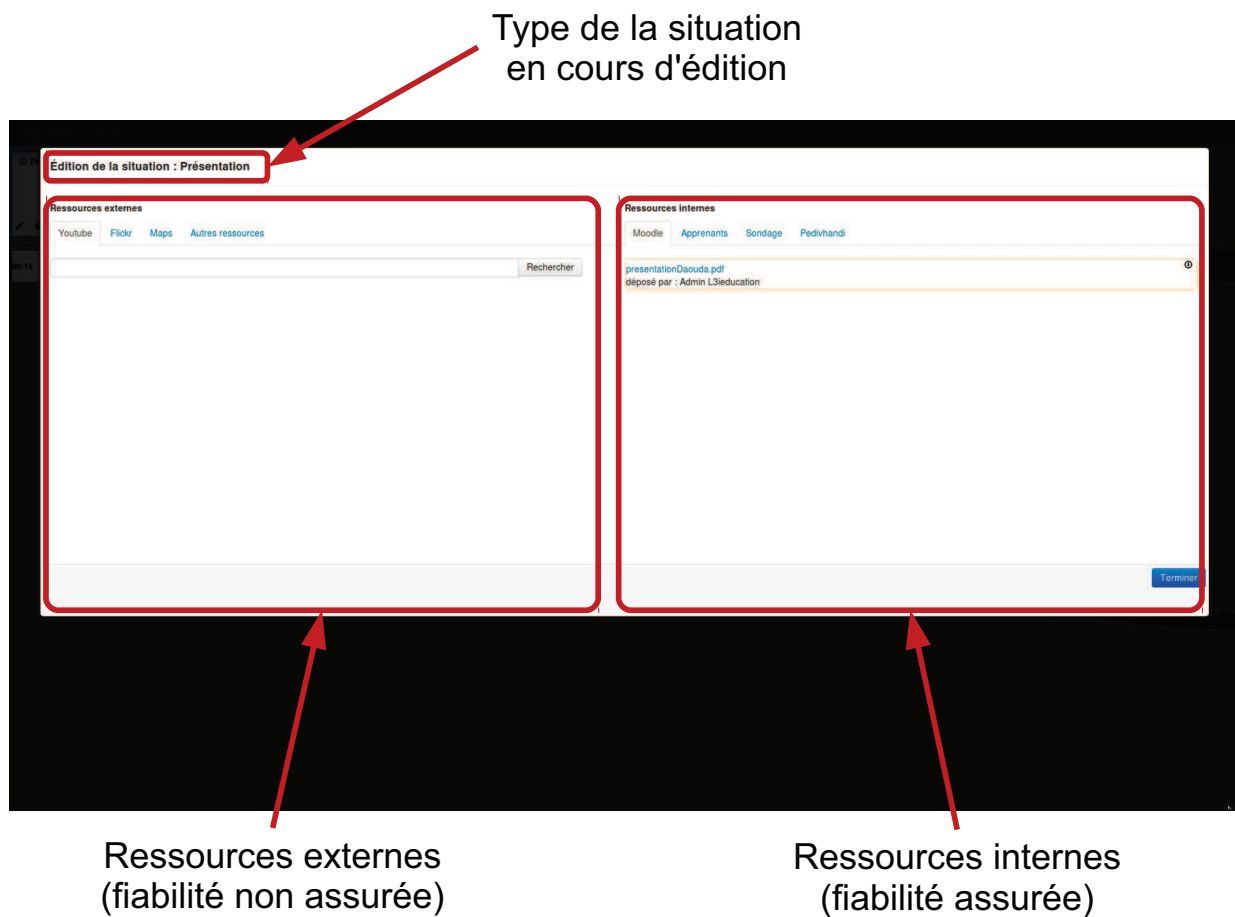 Type de la situation
en cours d'édition
Édition de la situation : Présentation
Ressources externes
Youtube Flickr Maps Autres ressources
Rechercher
Ressources internes
Moodle Apprenants Sondage Pedivhandi
presentationDaouda.pdf
déposé par : Admin L3ieducation
Terminer
Ressources externes
(fiabilité non assurée)
Ressources internes
(fiabilité assurée)